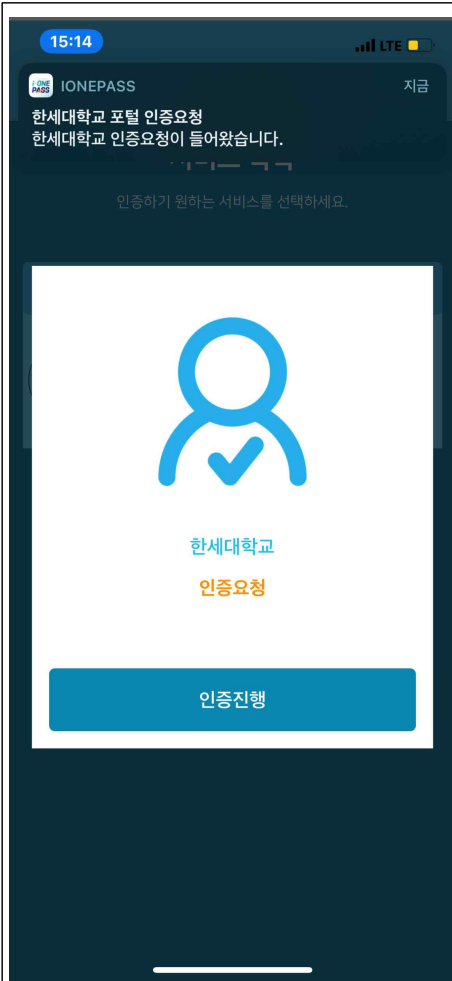 15:14
LTE
i-ONE
PASS
IONEPASS
지금
한세대학교 포털 인증요청
한세대학교 인증요청이 들어왔습니다.
인증하기 원하는 서비스를 선택하세요.
한세대학교
인증요청
인증진행